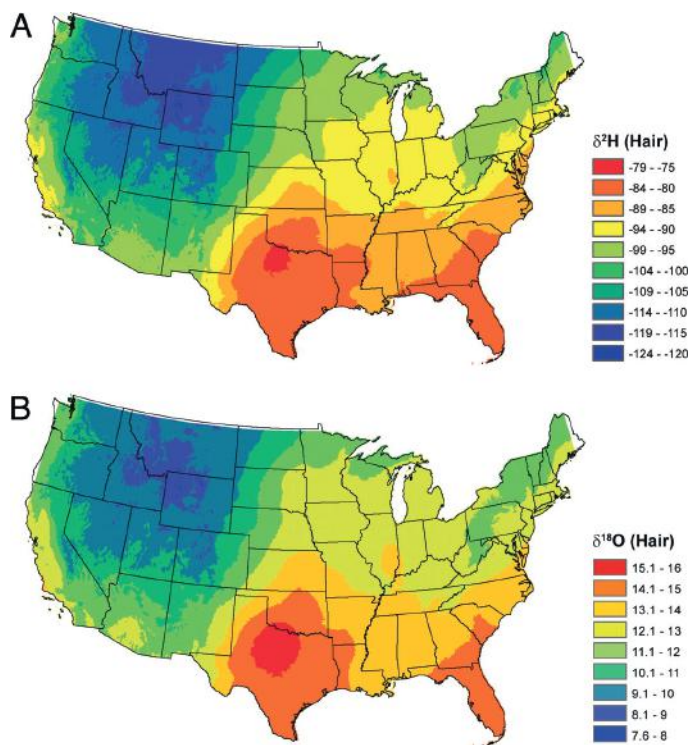 A
δ²H (Hair)
-79 - -75
-84 - -80
-89 - -85
-94 - -90
-99 - -95
-104 - -100
-109 - -105
-114 - -110
-119 - -115
-124 - -120
B
δ¹⁸O (Hair)
15.1 - 16
14.1 - 15
13.1 - 14
12.1 - 13
11.1 - 12
10.1 - 11
9.1 - 10
8.1 - 9
7.6 - 8